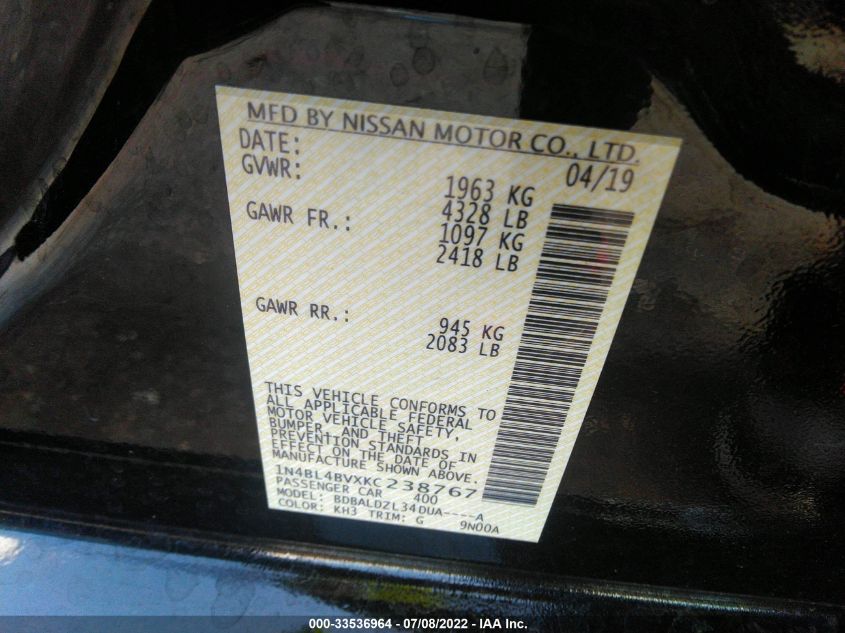 MFD BY NISSAN MOTOR CO., LTD.
DATE: 04/19
GVWR: 1963 KG
4328 LB
GAWR FR.: 1097 KG
2418 LB
GAWR RR.: 945 KG
2083 LB
THIS VEHICLE CONFORMS TO
ALL APPLICABLE FEDERAL
MOTOR VEHICLE SAFETY,
BUMPER, AND THEFT
PREVENTION STANDARDS IN
EFFECT ON THE DATE OF
MANUFACTURE SHOWN ABOVE.
1N4BL4BVXKC238767
PASSENGER CAR 400
MODEL: BDBALDZL34DUA----A
COLOR: KH3 TRIM: G 9N00A
000-33536964 - 07/08/2022 - IAA Inc.